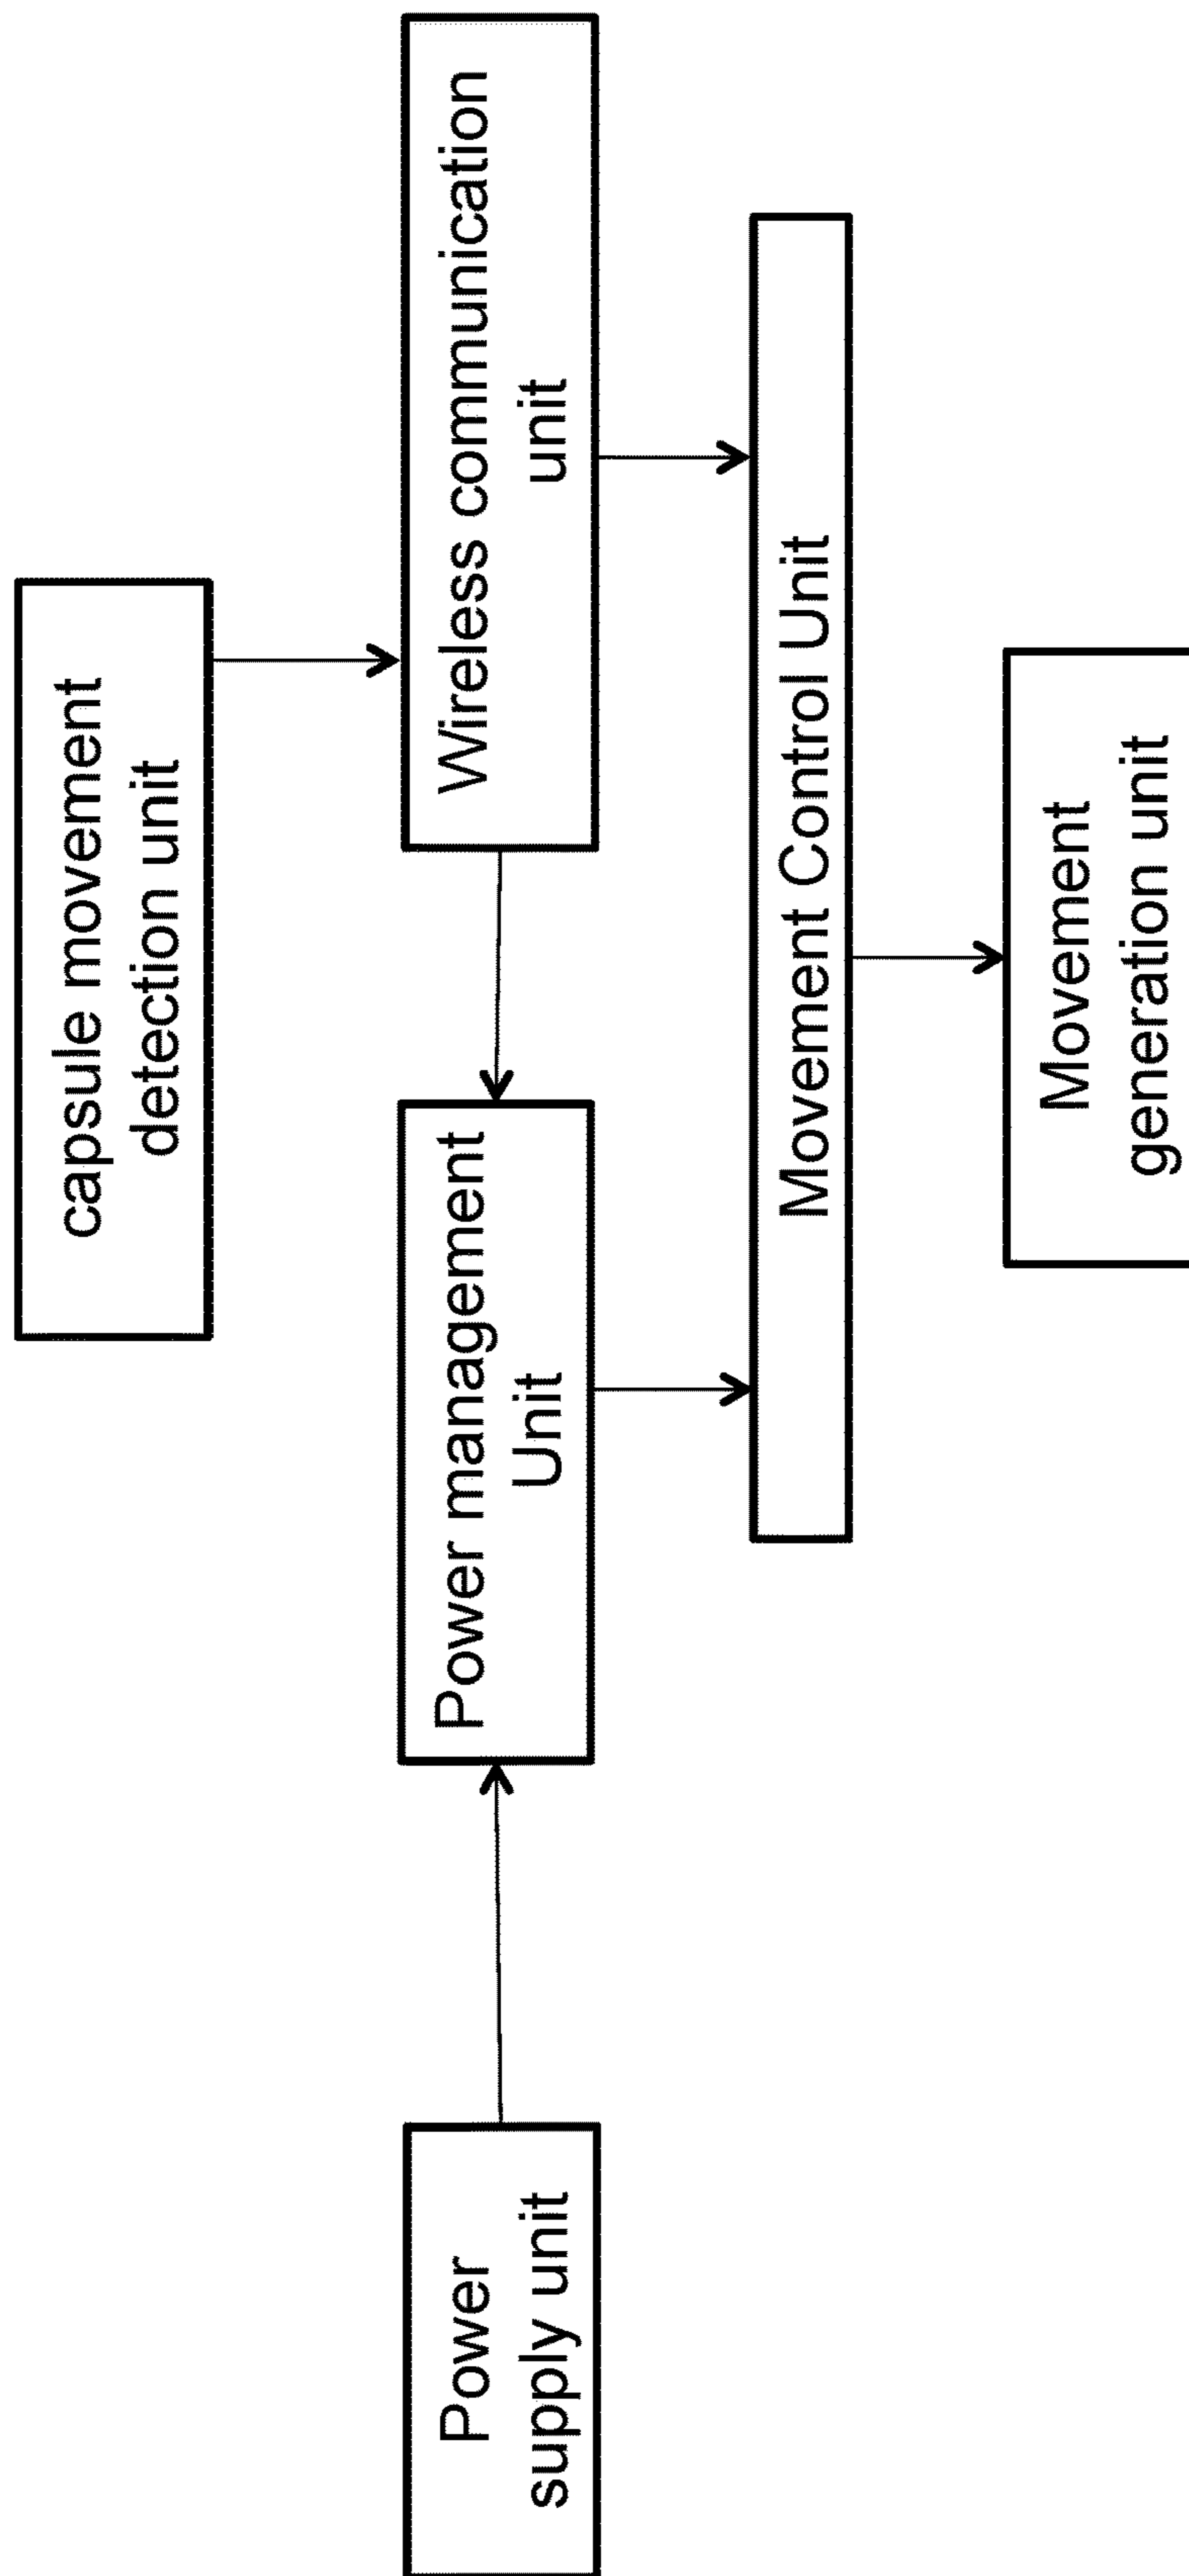 capsule movement
detection unit
Power
supply unit
Power management
Unit
Wireless communication
unit
Movement Control Unit
Movement
generation unit